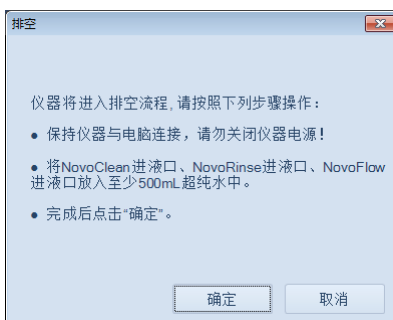 排空
仪器将进入排空流程,请按照下列步骤操作：
● 保持仪器与电脑连接，请勿关闭仪器电源！
● 将NovoClean进液口、NovoRinse进液口、NovoFlow
进液口放入至少500mL超纯水中。
● 完成后点击“确定”。
确定
取消